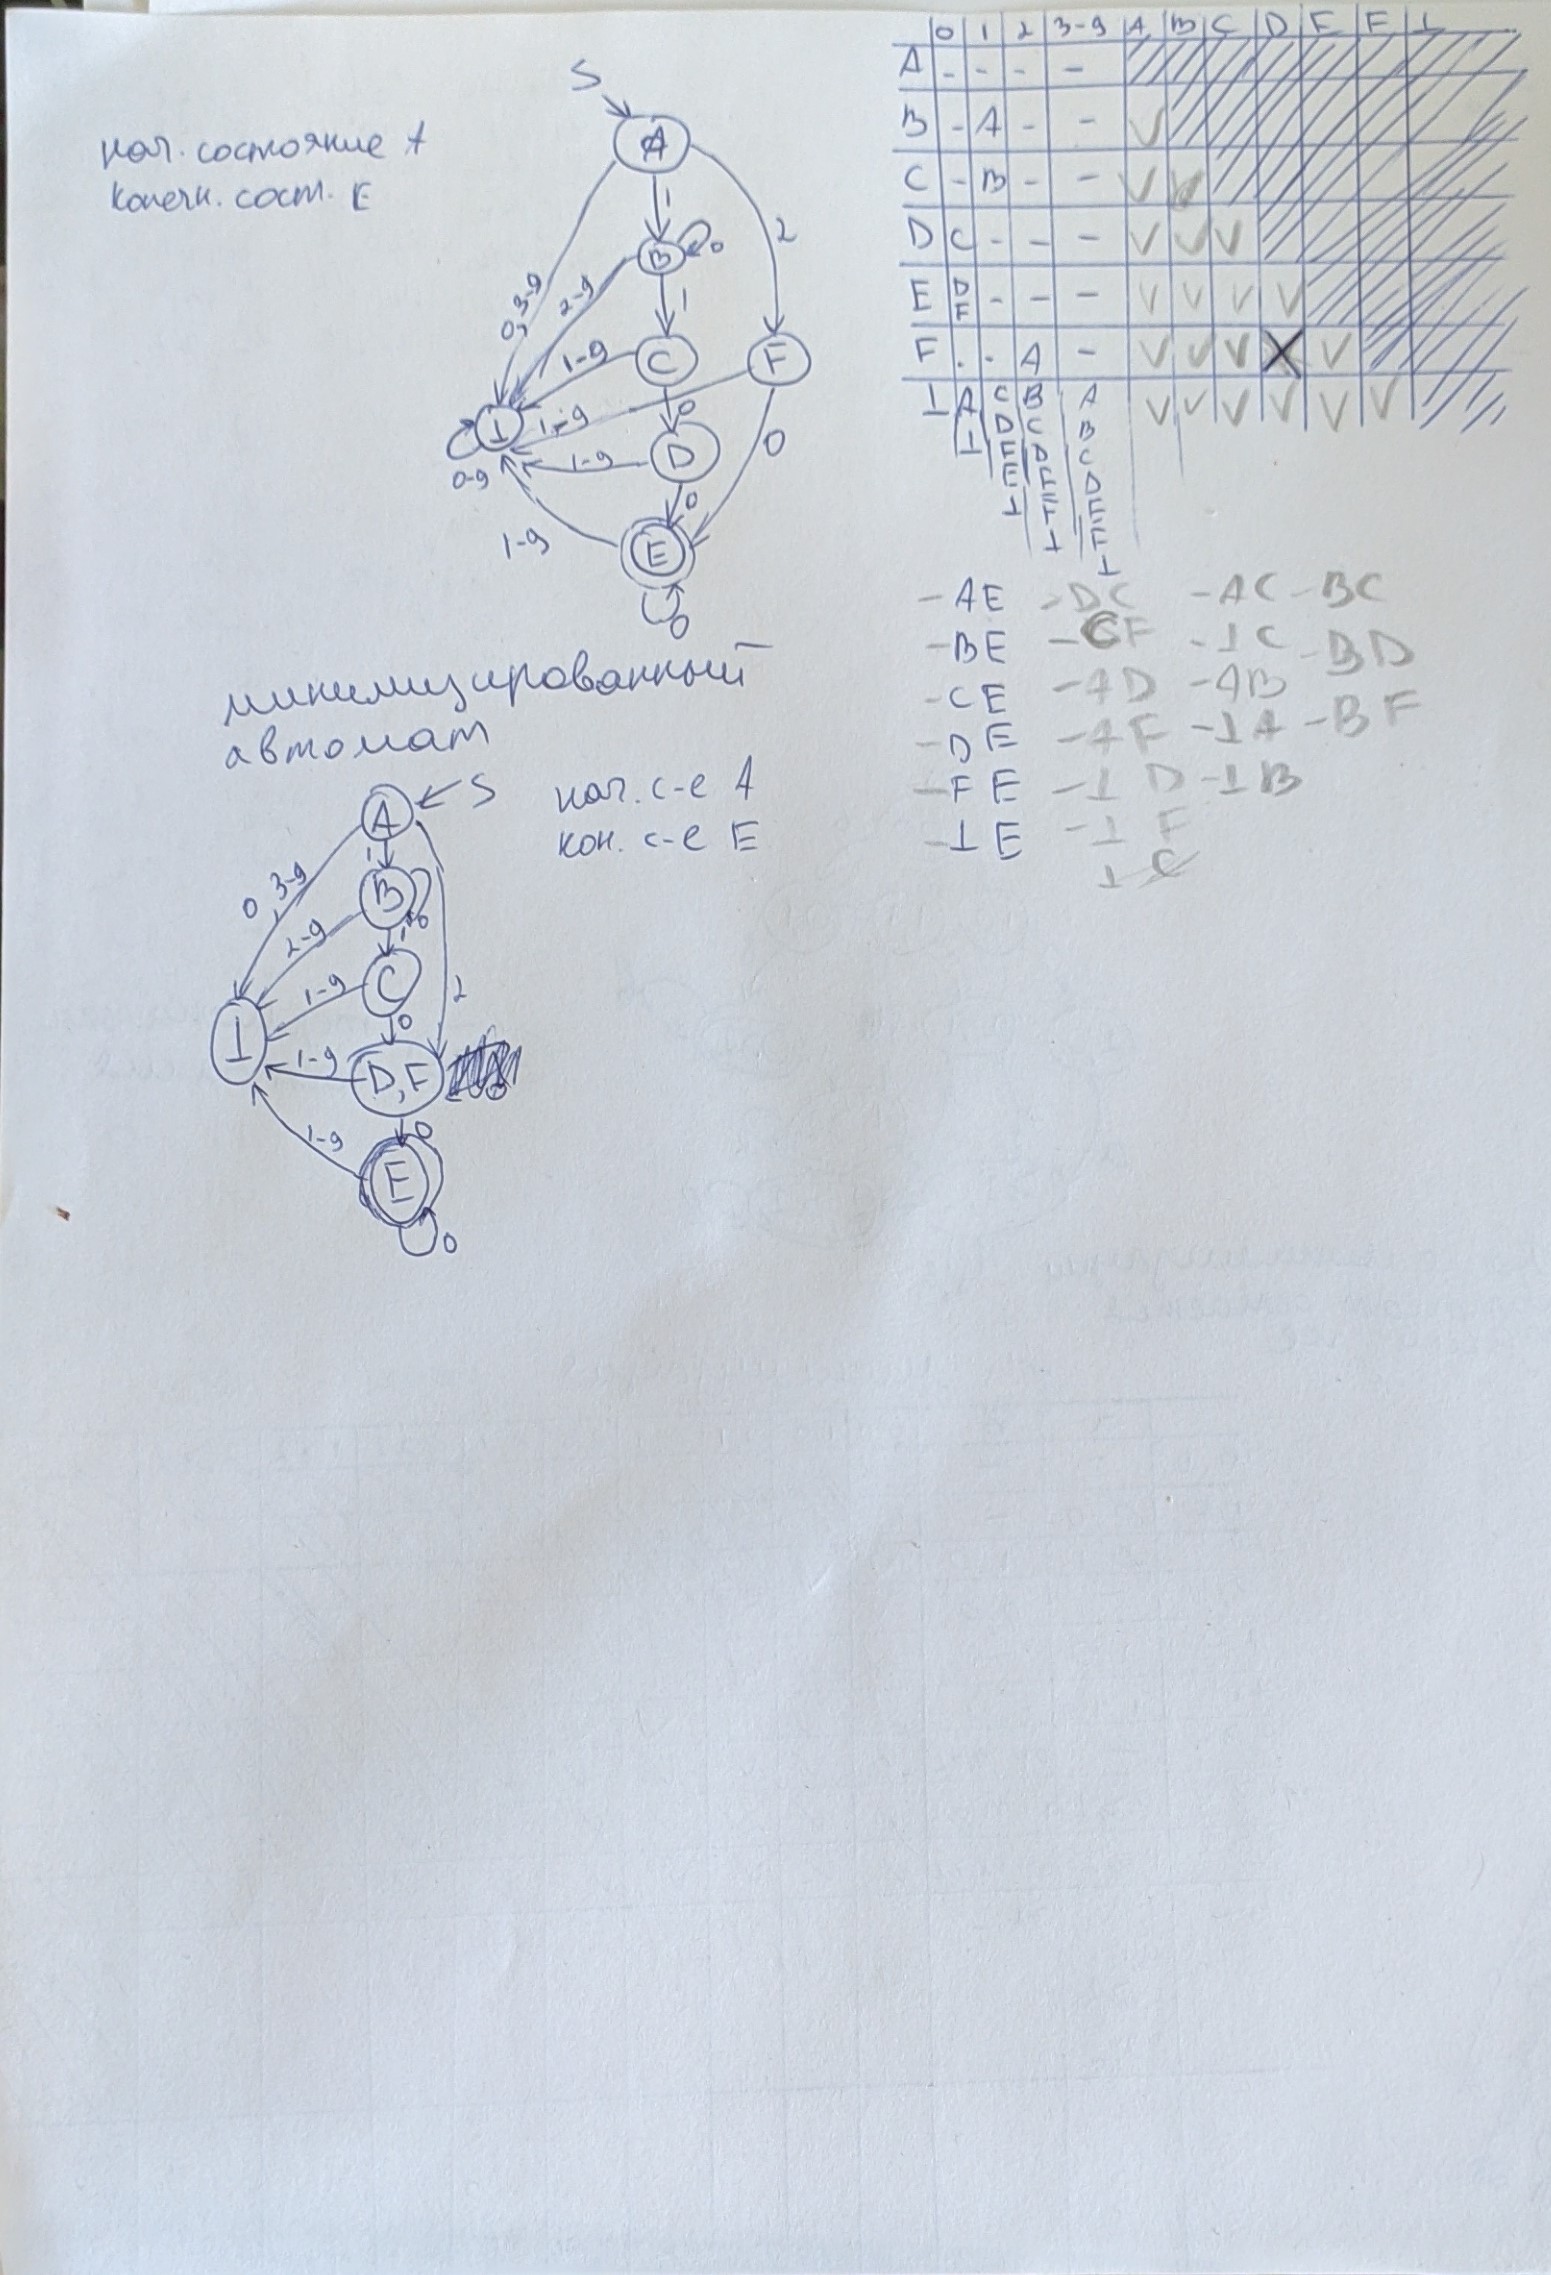 нач. состояние A
конечн. сост. E
S
A
1
2
B
0
0,3-9
2-9
1
1-9
C
F
⊥
1-9
0
0-9
1-9
D
0
0
1-9
E
0
0 1 2 3-9 A B C D E F ⊥
A - - - -
B - A - - V
C - B - - V V
D C - - - V V V
E D F - - - V V V V
F . - A - V V V X V
⊥ A ⊥ C D E F ⊥ B C D E F ⊥ A B C D E F ⊥ V V V V V V
- AE - DC - AC - BC
- BE - CF - ⊥C - BD
- CE - AD - AB
- DE - AF - ⊥A - BF
- FE - ⊥D - ⊥B
- ⊥E - ⊥F
⊥C
минимизированный
автомат
нач. с-е A
кон. с-е E
A
S
0,3-9
1
B
0
2-9
1
C
1-9
2
0
⊥
1-9
D,F
0
1-9
E
0